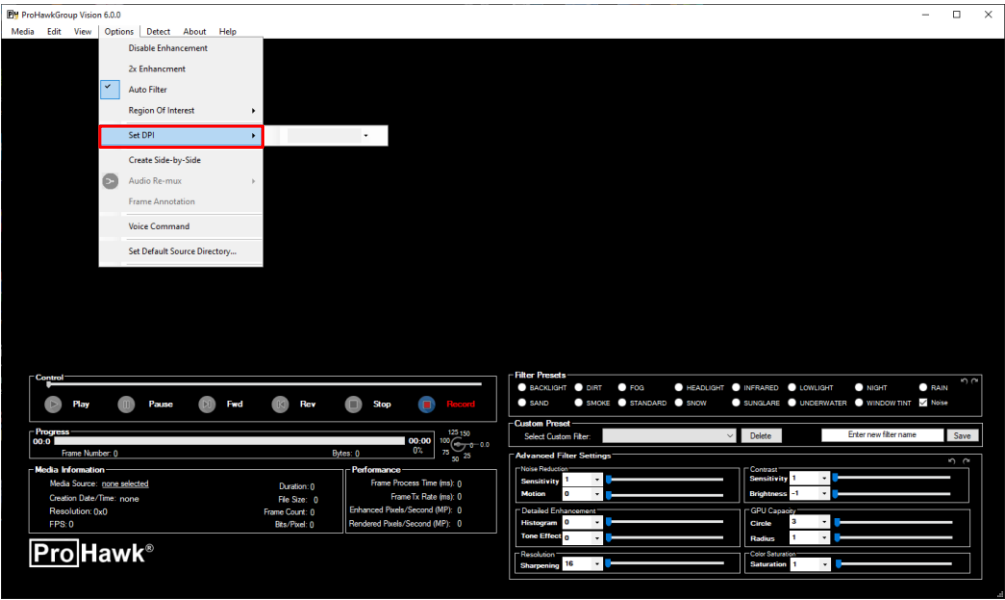 ProHawkGroup Vision 6.0.0
Media Edit View Options Detect About Help
Disable Enhancement
2x Enhancment
Auto Filter
Region Of Interest
Set DPI
Create Side-by-Side
Audio Re-mux
Frame Annotation
Voice Command
Set Default Source Directory...
Control
Play Pause Fwd Rev Stop Record
Progress
00:0 00:00
Frame Number: 0 Bytes: 0 0%
125 150
100 0 0.0
75 25
50
Media Information
Media Source: none selected Duration: 0
Creation Date/Time: none File Size: 0
Resolution: 0x0 Frame Count: 0
FPS: 0 Bits/Pixel: 0
Performance
Frame Process Time (ms): 0
FrameTx Rate (ms): 0
Enhanced Pixels/Second (MP): 0
Rendered Pixels/Second (MP): 0
ProHawk®
Filter Presets
BACKLIGHT DIRT FOG HEADLIGHT INFRARED LOWLIGHT NIGHT RAIN
SAND SMOKE STANDARD SNOW SUNGLARE UNDERWATER WINDOW TINT Noise
Custom Preset
Select Custom Filter: Delete Enter new filter name Save
Advanced Filter Settings
Noise Reduction
Sensitivity 1
Motion 0
Contrast
Sensitivity 1
Brightness -1
Detailed Enhancement
Histogram 0
Tone Effect 0
GPU Capacity
Circle 3
Radius 1
Resolution
Sharpening 16
Color Saturation
Saturation 1